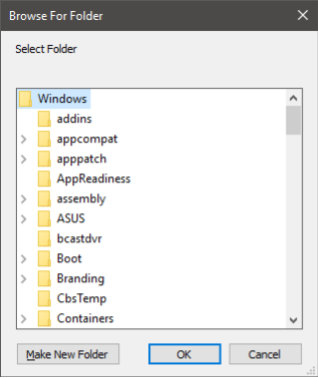 Browse For Folder
Select Folder
Windows
addins
appcompat
apppatch
AppReadiness
assembly
ASUS
bcastdvr
Boot
Branding
CbsTemp
Containers
Make New Folder
OK
Cancel